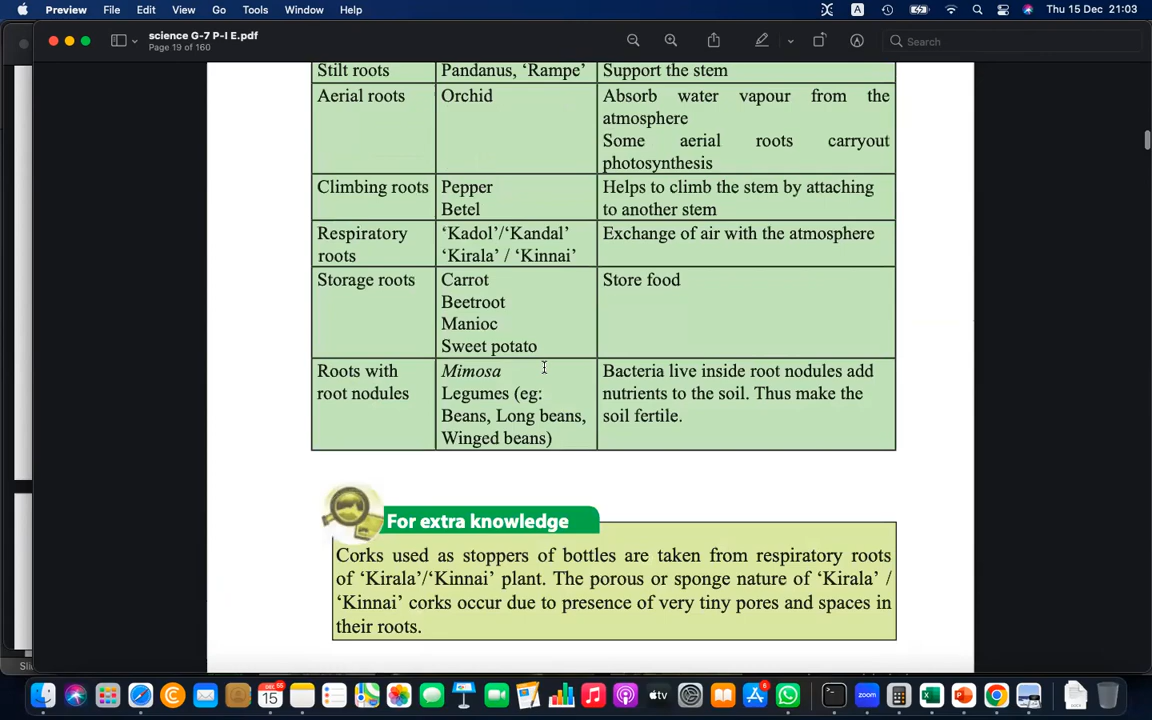 Preview File Edit View Go Tools Window Help A Thu 15 Dec 21:03
science G-7 P-I E.pdf
Page 19 of 160
Search
Stilt roots Pandanus, ‘Rampe’ Support the stem
Aerial roots Orchid Absorb water vapour from the
atmosphere
Some aerial roots carryout
photosynthesis
Climbing roots Pepper Helps to climb the stem by attaching
Betel to another stem
Respiratory ‘Kadol’/‘Kandal’ Exchange of air with the atmosphere
roots ‘Kirala’ / ‘Kinnai’
Storage roots Carrot Store food
Beetroot
Manioc
Sweet potato
Roots with Mimosa Bacteria live inside root nodules add
root nodules Legumes (eg: nutrients to the soil. Thus make the
Beans, Long beans, soil fertile.
Winged beans)
For extra knowledge
Corks used as stoppers of bottles are taken from respiratory roots
of ‘Kirala’/‘Kinnai’ plant. The porous or sponge nature of ‘Kirala’ /
‘Kinnai’ corks occur due to presence of very tiny pores and spaces in
their roots.
Sli
DEC
15
tv
zoom